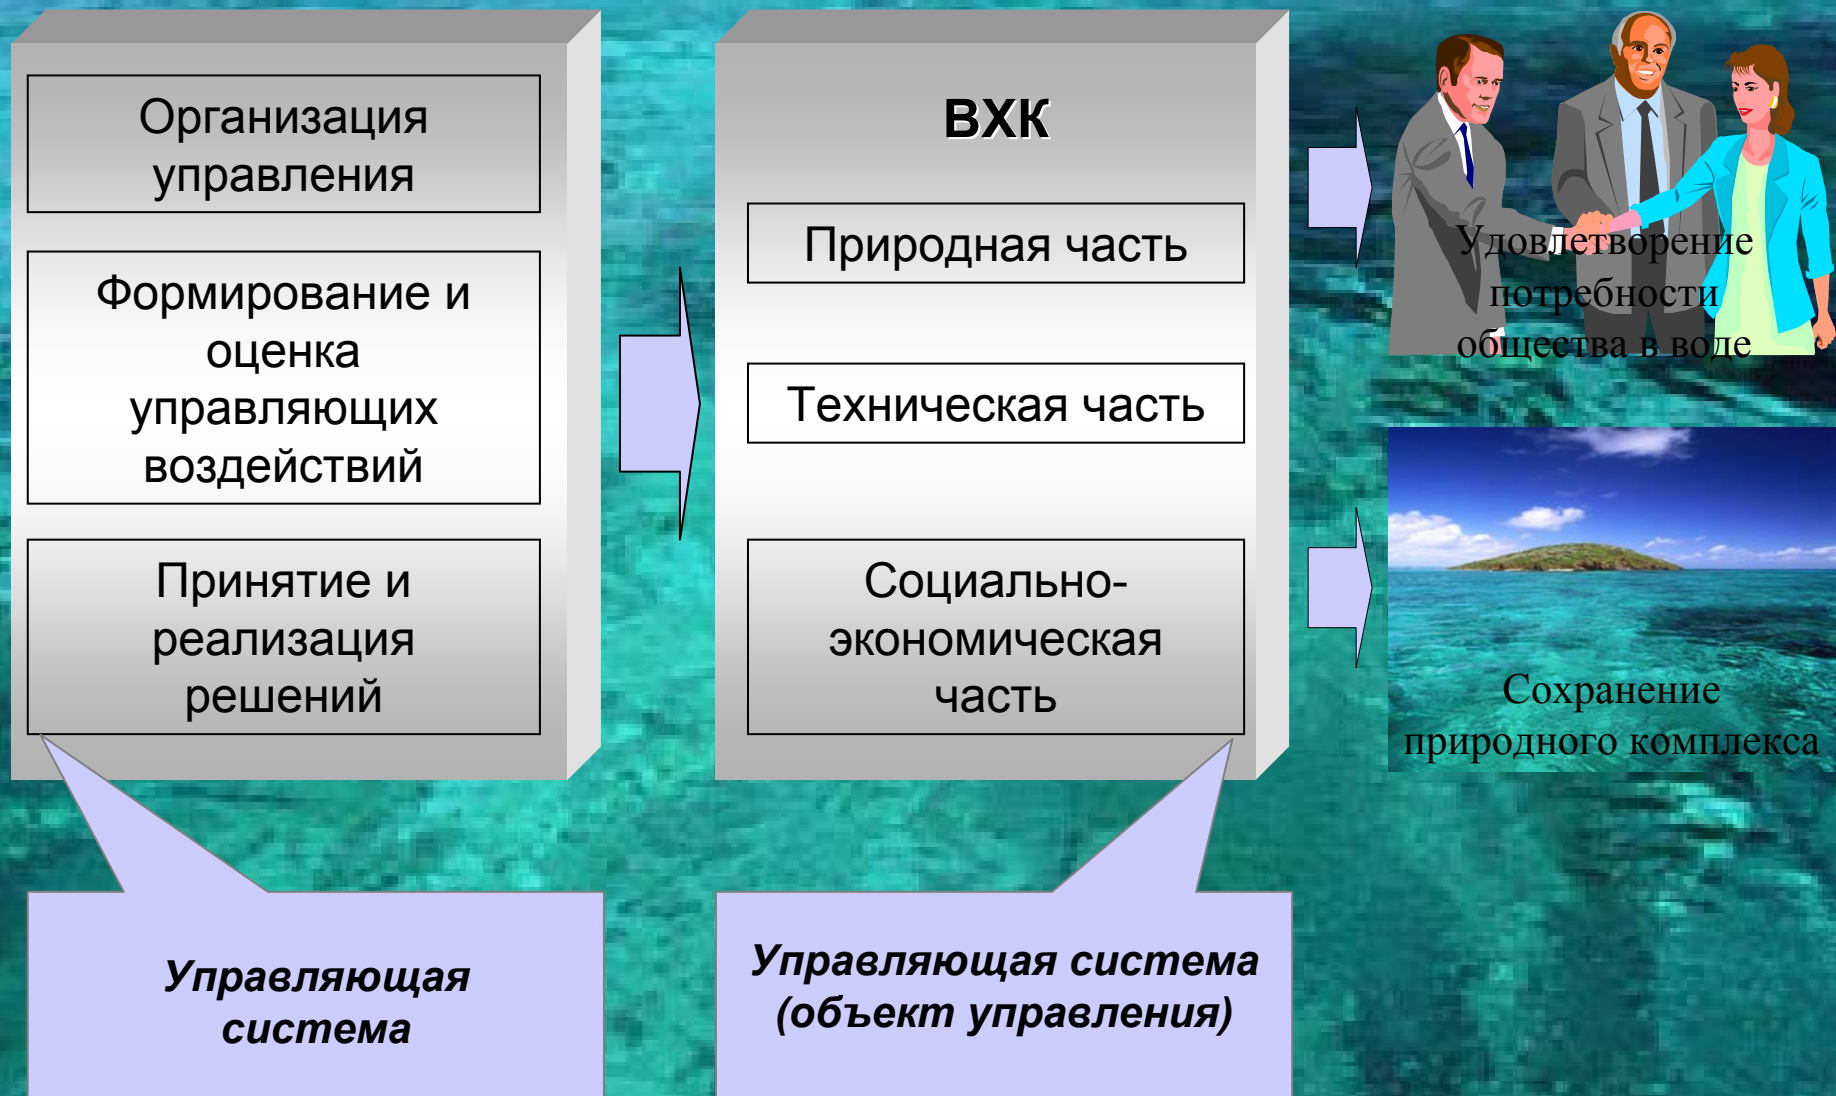 Организация
управления
Формирование и
оценка
управляющих
воздействий
Принятие и
реализация
решений
Управляющая
система
ВХК
Природная часть
Техническая часть
Социально-
экономическая
часть
Управляющая система
(объект управления)
Удовлетворение
потребности
общества в воде
Сохранение
природного комплекса